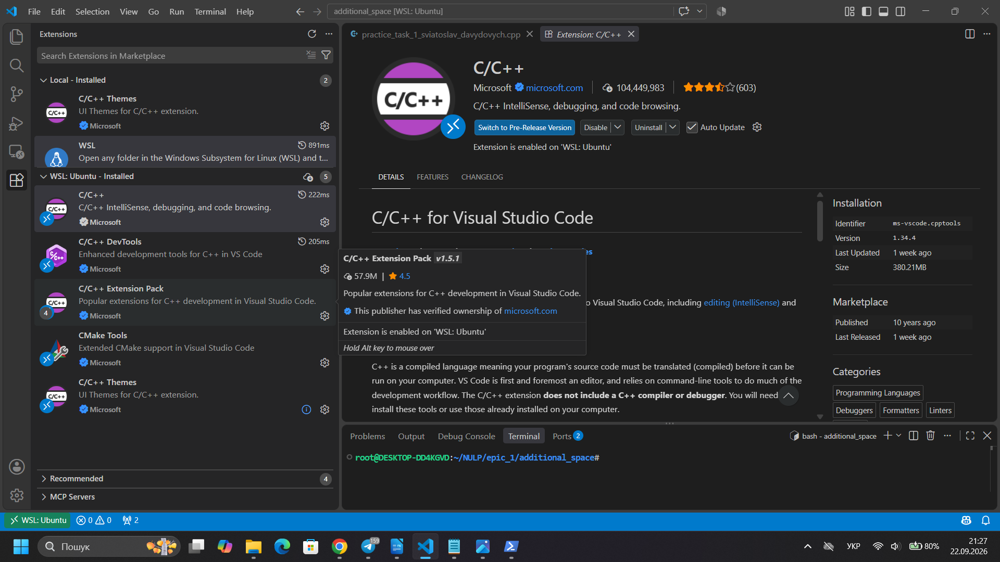 File Edit Selection View Go Run Terminal Help
additional_space [WSL: Ubuntu]
Extensions
Search Extensions in Marketplace
Local - Installed 2
C/C++ Themes
UI Themes for C/C++ extension.
Microsoft
WSL 891ms
Open any folder in the Windows Subsystem for Linux (WSL) and t...
WSL: Ubuntu - Installed 5
C/C++ 222ms
C/C++ IntelliSense, debugging, and code browsing.
Microsoft
C/C++ DevTools 205ms
Enhanced development tools for C++ in VS Code
Microsoft
C/C++ Extension Pack
Popular extensions for C++ development in Visual Studio Code.
4
Microsoft
CMake Tools
Extended CMake support in Visual Studio Code
Microsoft
C/C++ Themes
UI Themes for C/C++ extension.
Microsoft
Recommended 4
MCP Servers
practice_task_1_sviatoslav_davydovych.cpp
Extension: C/C++
C/C++
C/C++
Microsoft microsoft.com 104,449,983 (603)
C/C++ IntelliSense, debugging, and code browsing.
Switch to Pre-Release Version Disable Uninstall Auto Update
Extension is enabled on 'WSL: Ubuntu'
DETAILS FEATURES CHANGELOG
C/C++ for Visual Studio Code
es
C/C++ Extension Pack v1.5.1
57.9M | 4.5
Popular extensions for C++ development in Visual Studio Code.
This publisher has verified ownership of microsoft.com
Extension is enabled on 'WSL: Ubuntu'
Hold Alt key to mouse over
o Visual Studio Code, including editing (IntelliSense) and
C++ is a compiled language meaning your program's source code must be translated (compiled) before it can be
run on your computer. VS Code is first and foremost an editor, and relies on command-line tools to do much of the
development workflow. The C/C++ extension does not include a C++ compiler or debugger. You will need
install these tools or use those already installed on your computer.
Installation
Identifier ms-vscode.cpptools
Version 1.34.4
Last Updated 1 week ago
Size 380.21MB
Marketplace
Published 10 years ago
Last Released 1 week ago
Categories
Programming Languages
Debuggers Formatters Linters
Problems Output Debug Console Terminal Ports 2
bash - additional_space
root@DESKTOP-DD4KGVD:~/NULP/epic_1/additional_space#
WSL: Ubuntu 0 0 2
Пошук
159
УКР
80%
21:27
22.09.2026